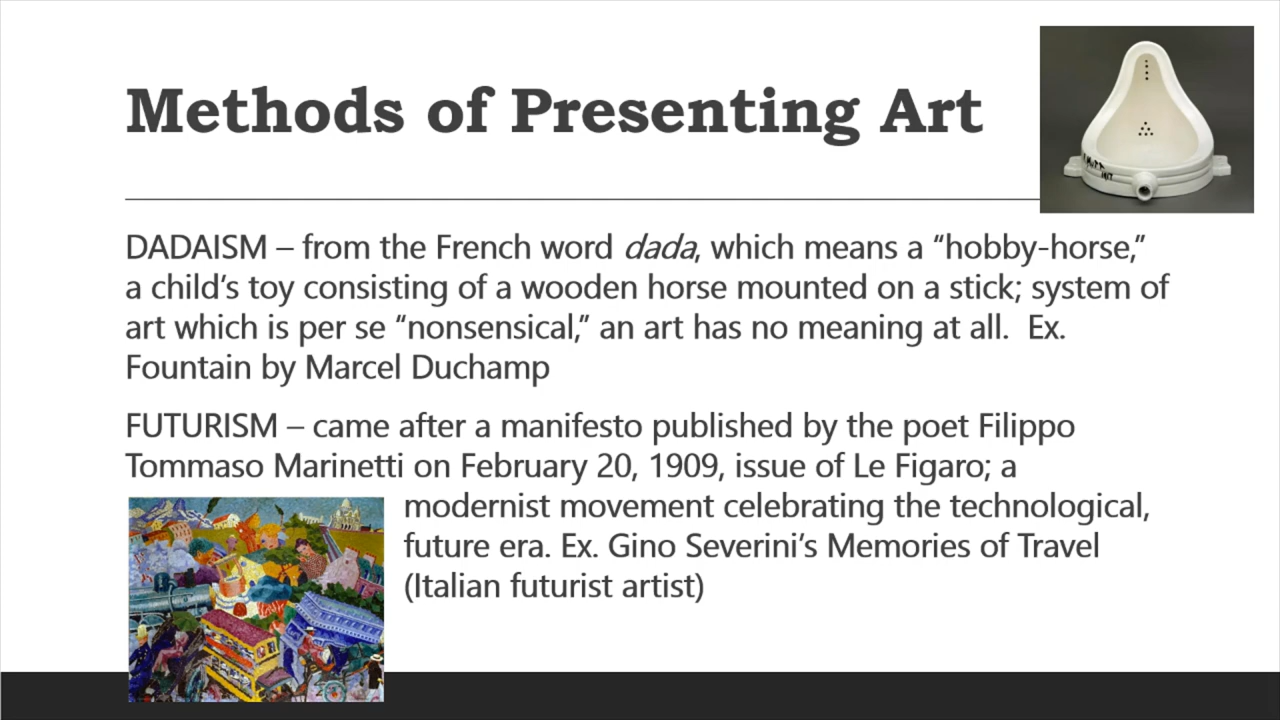 Methods of Presenting Art
DADAISM – from the French word dada, which means a “hobby-horse,”
a child’s toy consisting of a wooden horse mounted on a stick; system of
art which is per se “nonsensical,” an art has no meaning at all.  Ex.
Fountain by Marcel Duchamp
FUTURISM – came after a manifesto published by the poet Filippo
Tommaso Marinetti on February 20, 1909, issue of Le Figaro; a
modernist movement celebrating the technological,
future era. Ex. Gino Severini’s Memories of Travel
(Italian futurist artist)